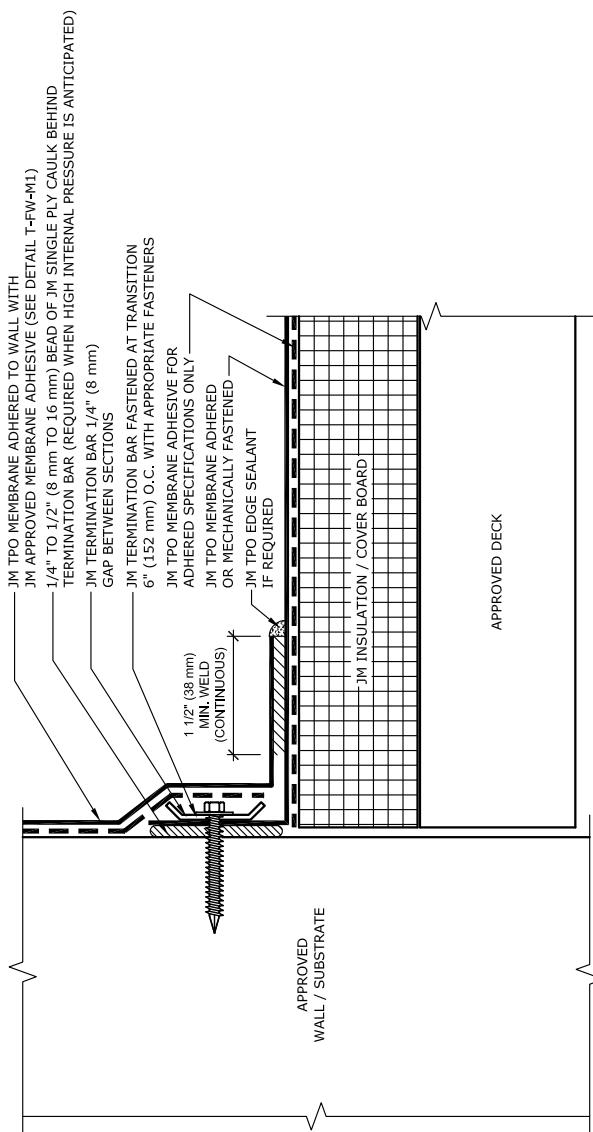 JM TPO MEMBRANE ADHERED TO WALL WITH
JM APPROVED MEMBRANE ADHESIVE (SEE DETAIL T-FW-M1)
1/4" TO 1/2" (8 mm TO 16 mm) BEAD OF JM SINGLE PLY CAULK BEHIND
TERMINATION BAR (REQUIRED WHEN HIGH INTERNAL PRESSURE IS ANTICIPATED)
JM TERMINATION BAR 1/4" (8 mm)
GAP BETWEEN SECTIONS
JM TERMINATION BAR FASTENED AT TRANSITION
6" (152 mm) O.C. WITH APPROPRIATE FASTENERS
JM TPO MEMBRANE ADHESIVE FOR
ADHERED SPECIFICATIONS ONLY
JM TPO MEMBRANE ADHERED
OR MECHANICALLY FASTENED
JM TPO EDGE SEALANT
IF REQUIRED
1 1/2" (38 mm)
MIN. WELD
(CONTINUOUS)
JM INSULATION / COVER BOARD
APPROVED DECK
APPROVED
WALL / SUBSTRATE